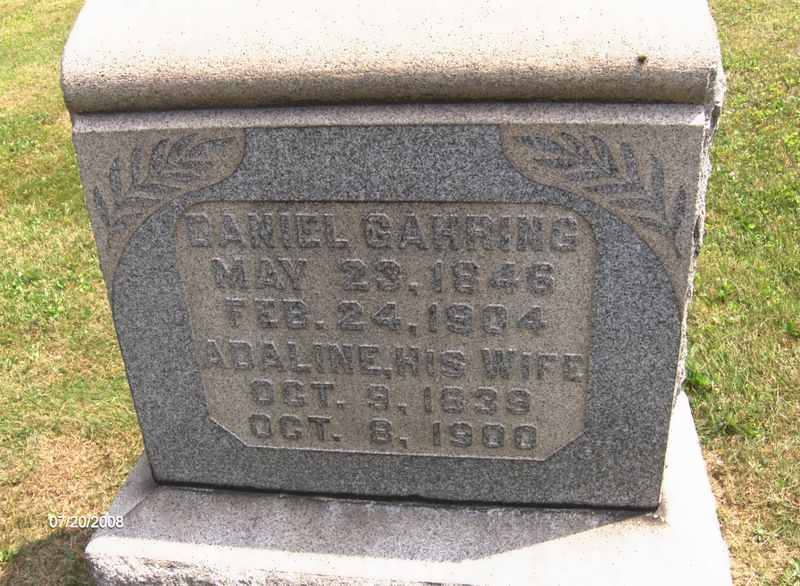 DANIEL GAHRING
MAY 23, 1846
FEB. 24, 1904
ADALINE, HIS WIFE
OCT. 9, 1839
OCT. 8, 1900
07/20/2008